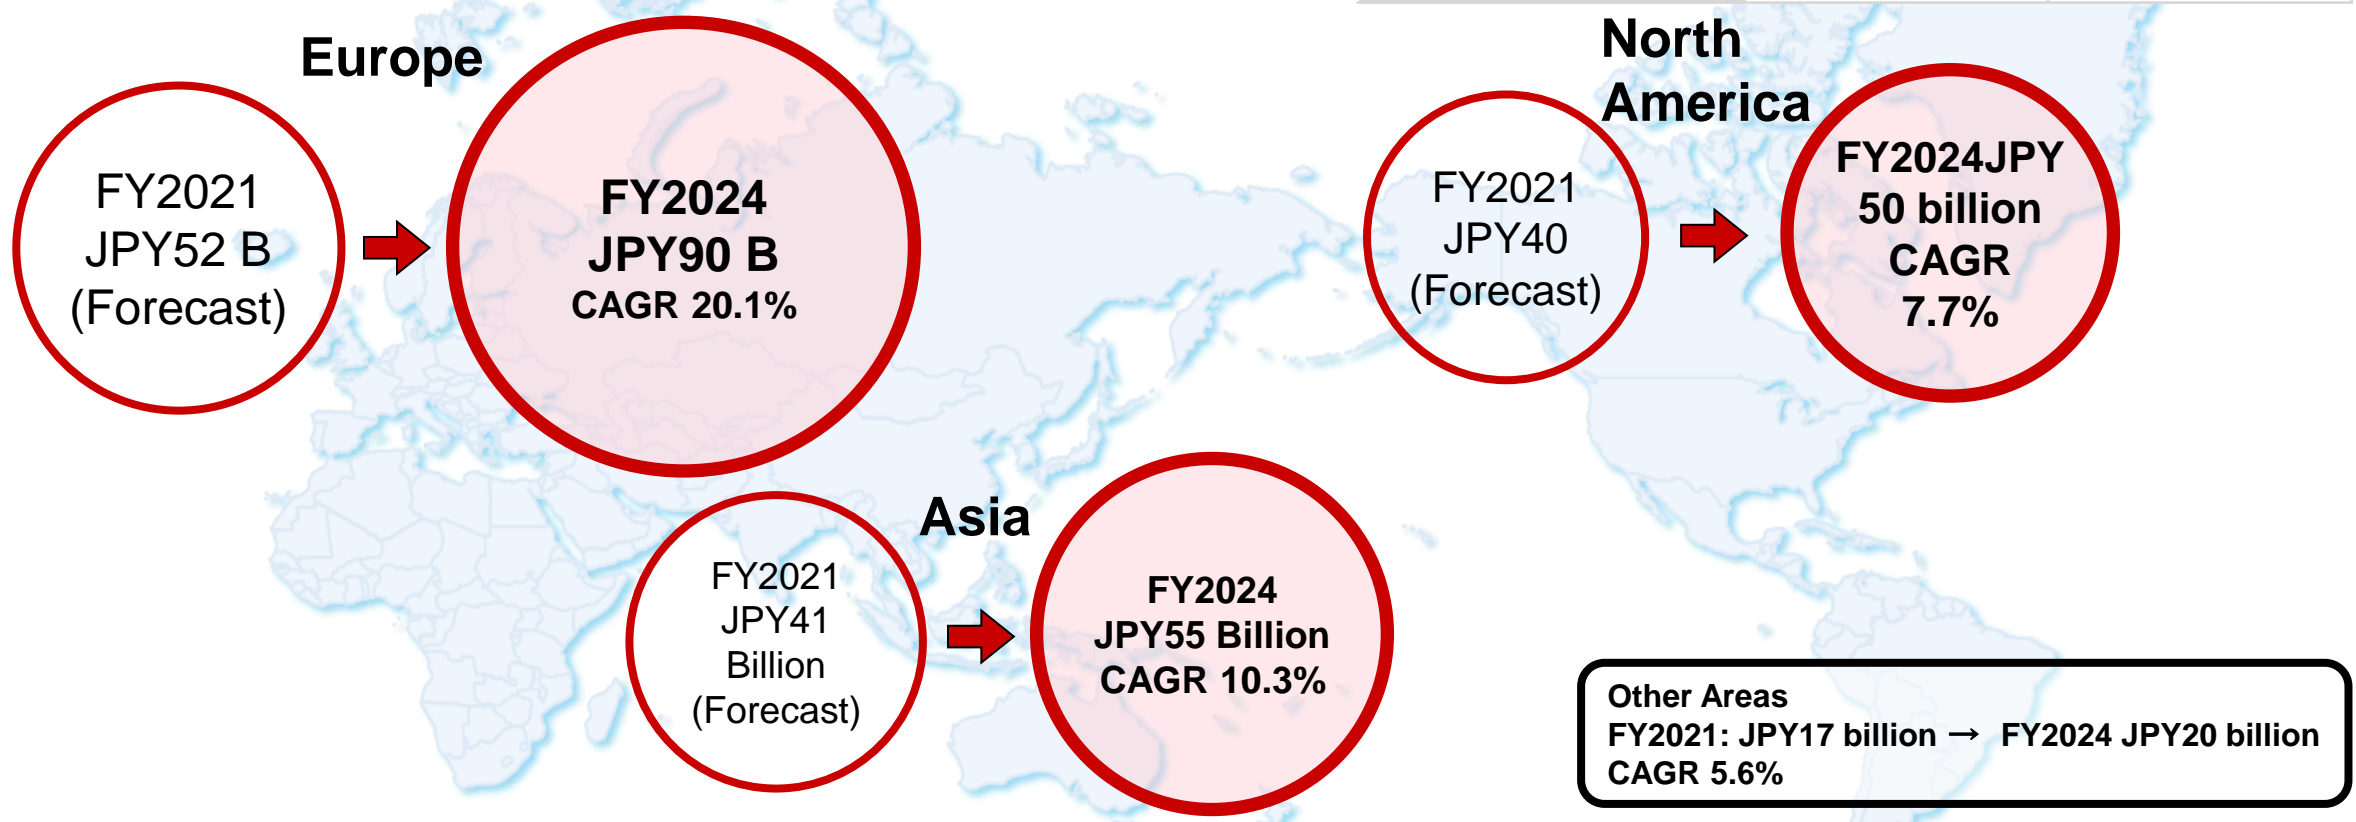 Europe
FY2021
JPY52 B
(Forecast)
FY2024
JPY90 B
CAGR 20.1%
North
America
FY2021
JPY40
(Forecast)
FY2024JPY
50 billion
CAGR
7.7%
Asia
FY2021
JPY41
Billion
(Forecast)
FY2024
JPY55 Billion
CAGR 10.3%
Other Areas
FY2021: JPY17 billion → FY2024 JPY20 billion
CAGR 5.6%